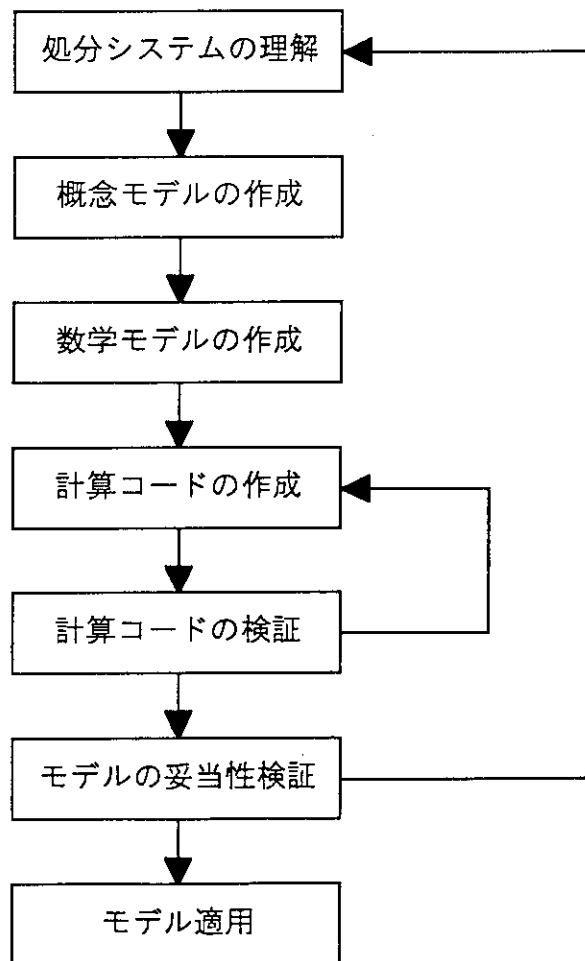 処分システムの理解
概念モデルの作成
数学モデルの作成
計算コードの作成
計算コードの検証
モデルの妥当性検証
モデル適用